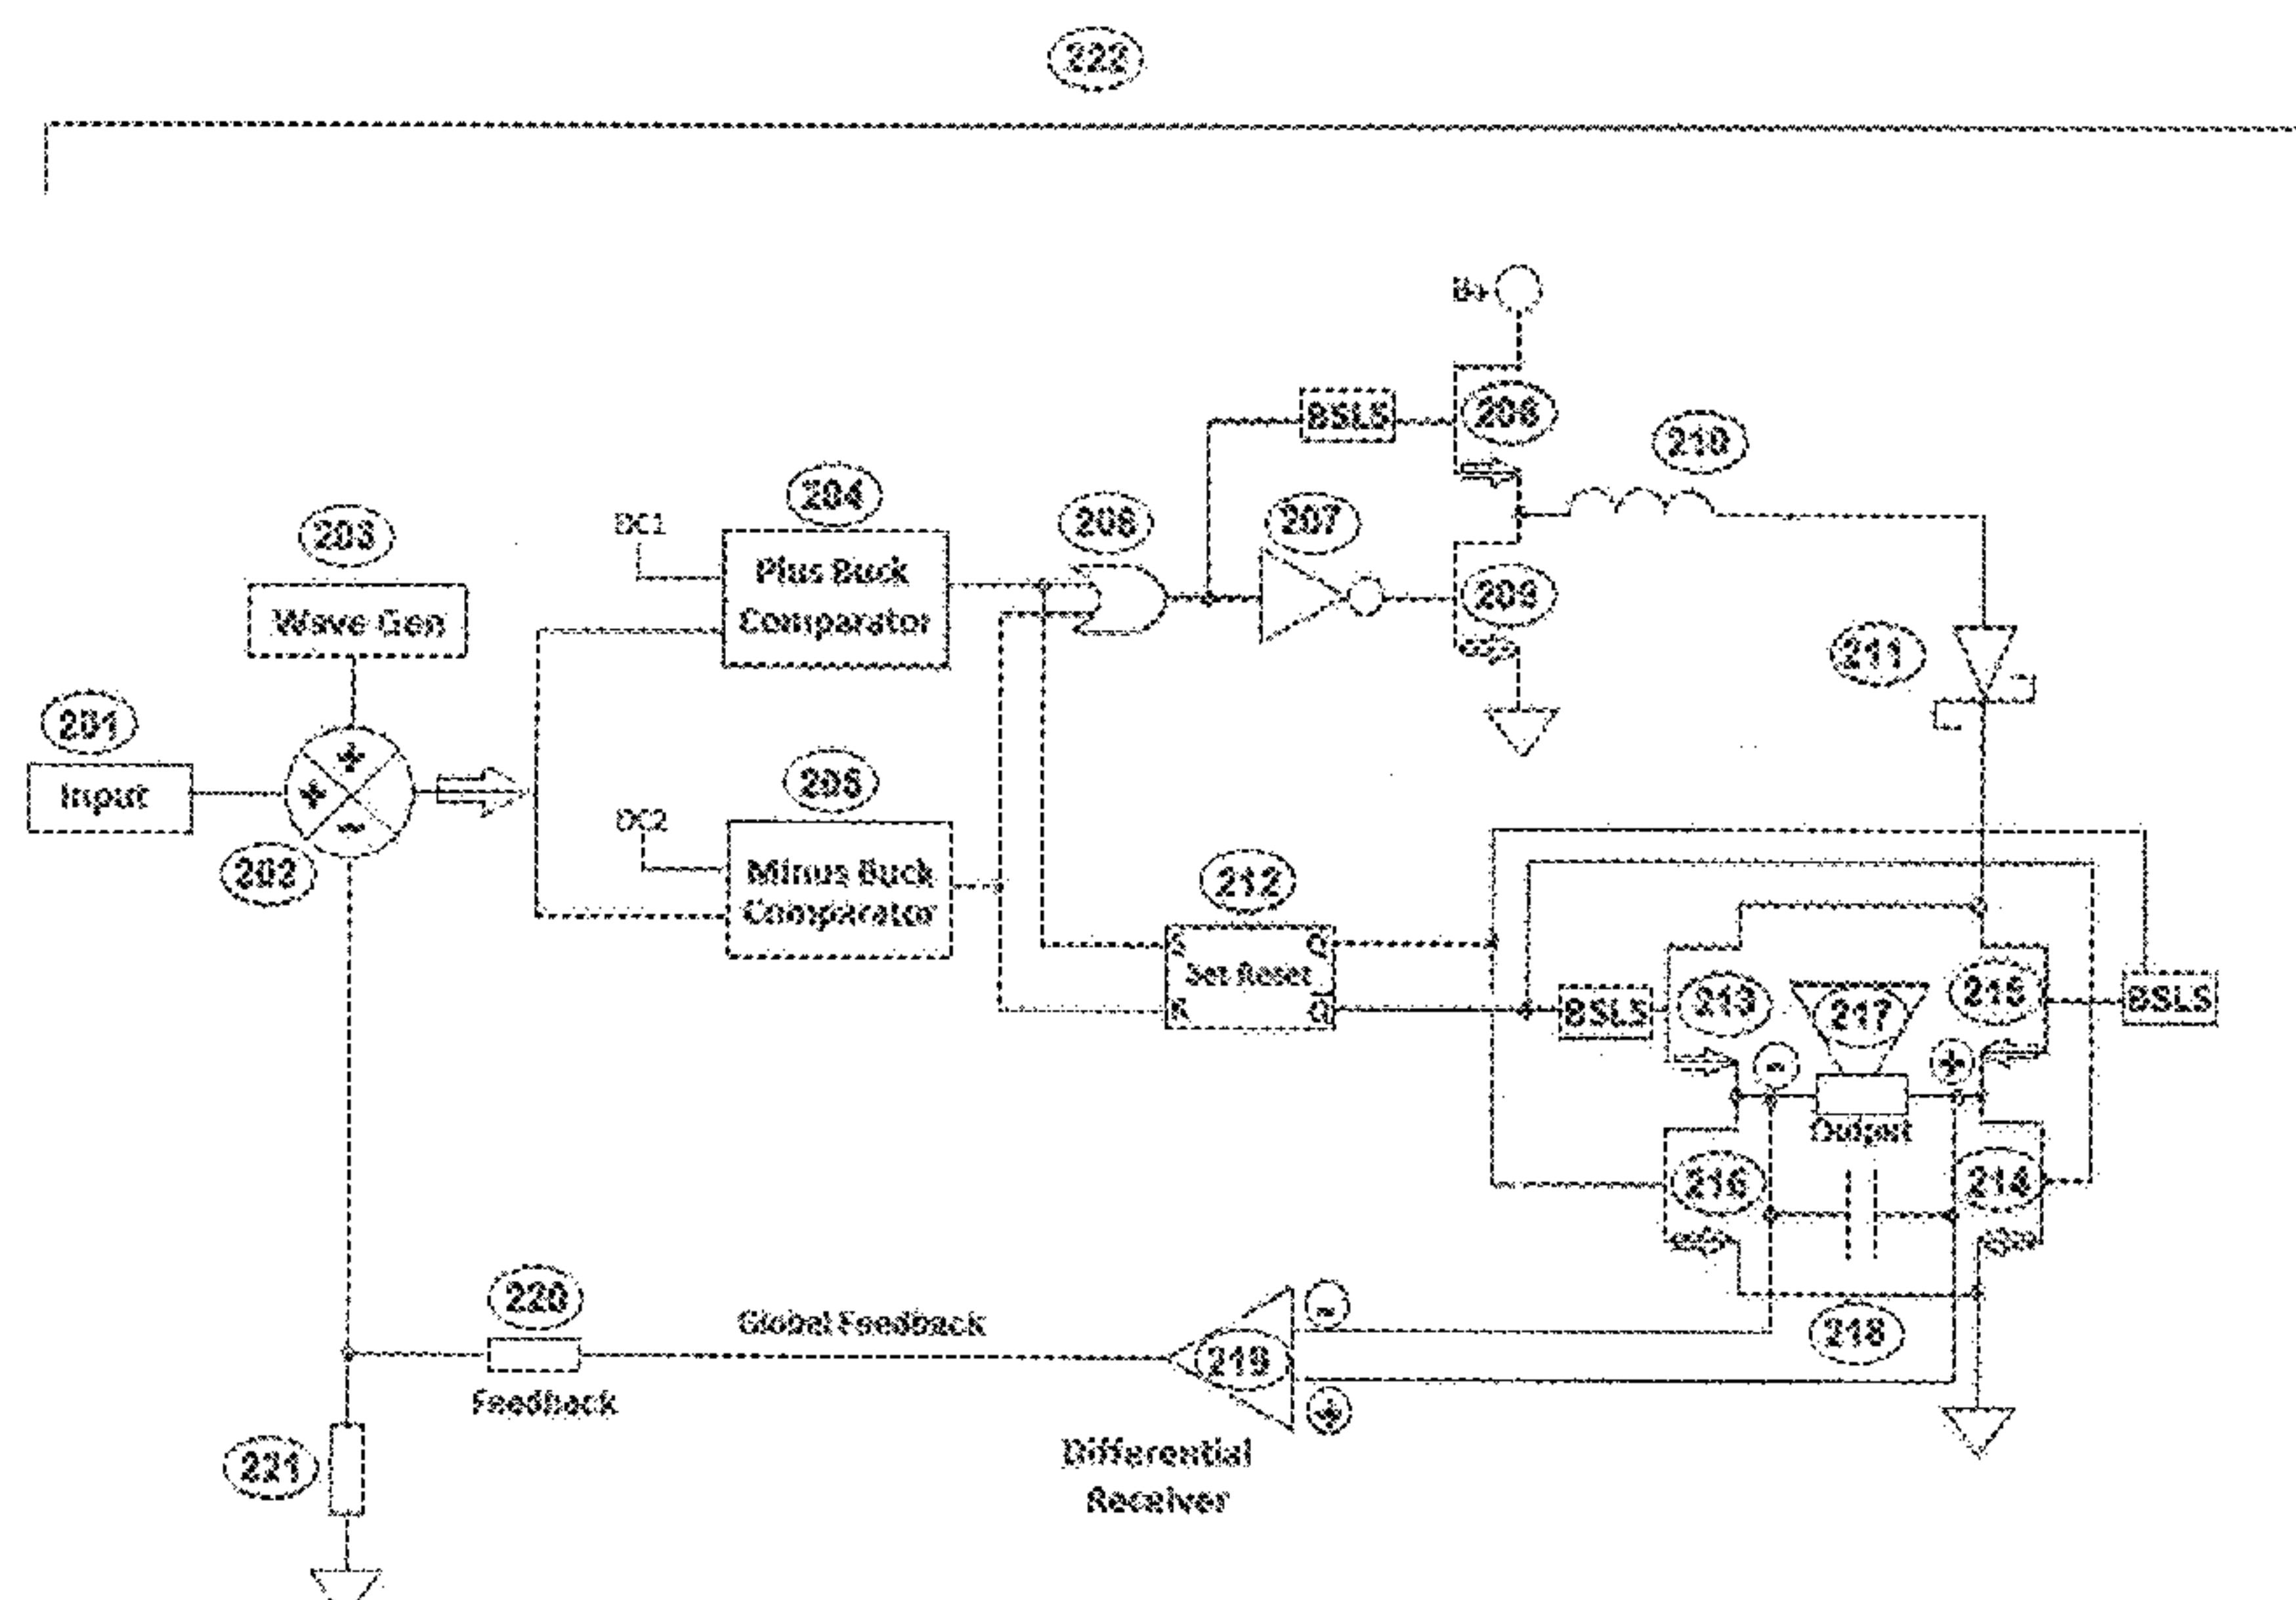 222
B+
BSLS
208
210
DC1
204
206
207
203
Plus Buck
Comparator
209
Wave Gen
211
201
+
Input
+
-
205
DC2
202
Minus Buck
Comparator
212
S
Q
Set Reset
R
Q
BSLS
213
217
215
BSLS
-
+
Output
216
214
220
Global Feedback
-
219
218
Feedback
+
221
Differential
Receiver